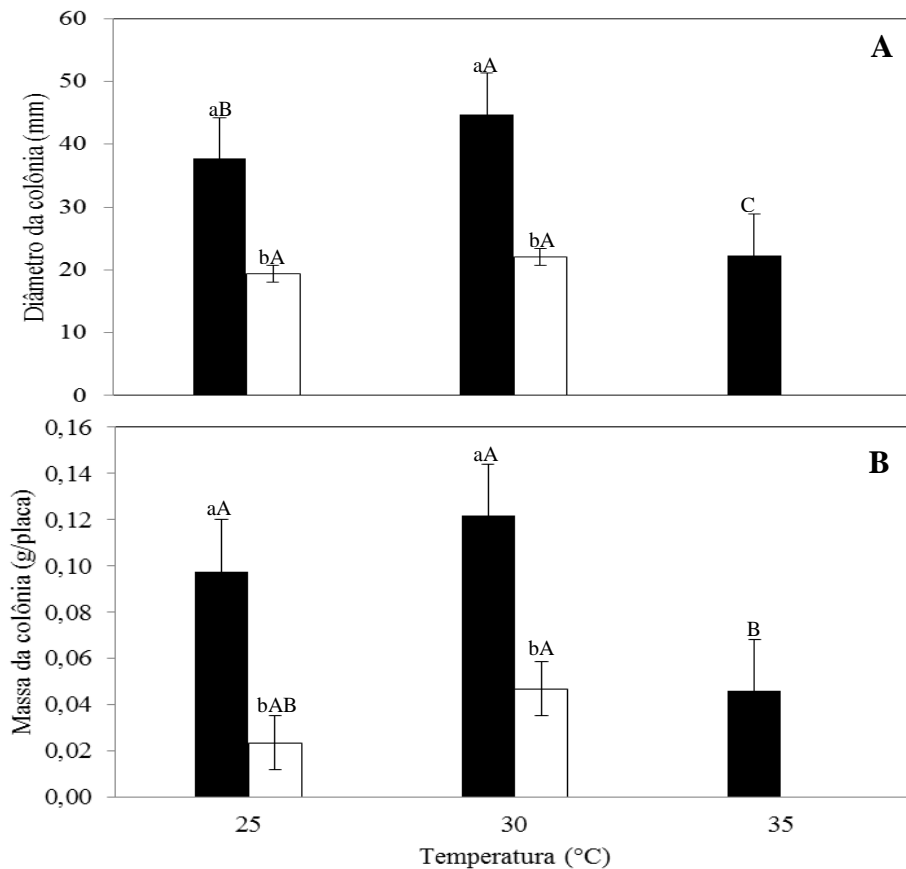 A
Diâmetro da colônia (mm)
60
50
40
30
20
10
0
aB
bA
aA
bA
C
B
Massa da colônia (g/placa)
0,16
0,14
0,12
0,10
0,08
0,06
0,04
0,02
0,00
aA
bAB
aA
bA
B
25 30 35
Temperatura (°C)